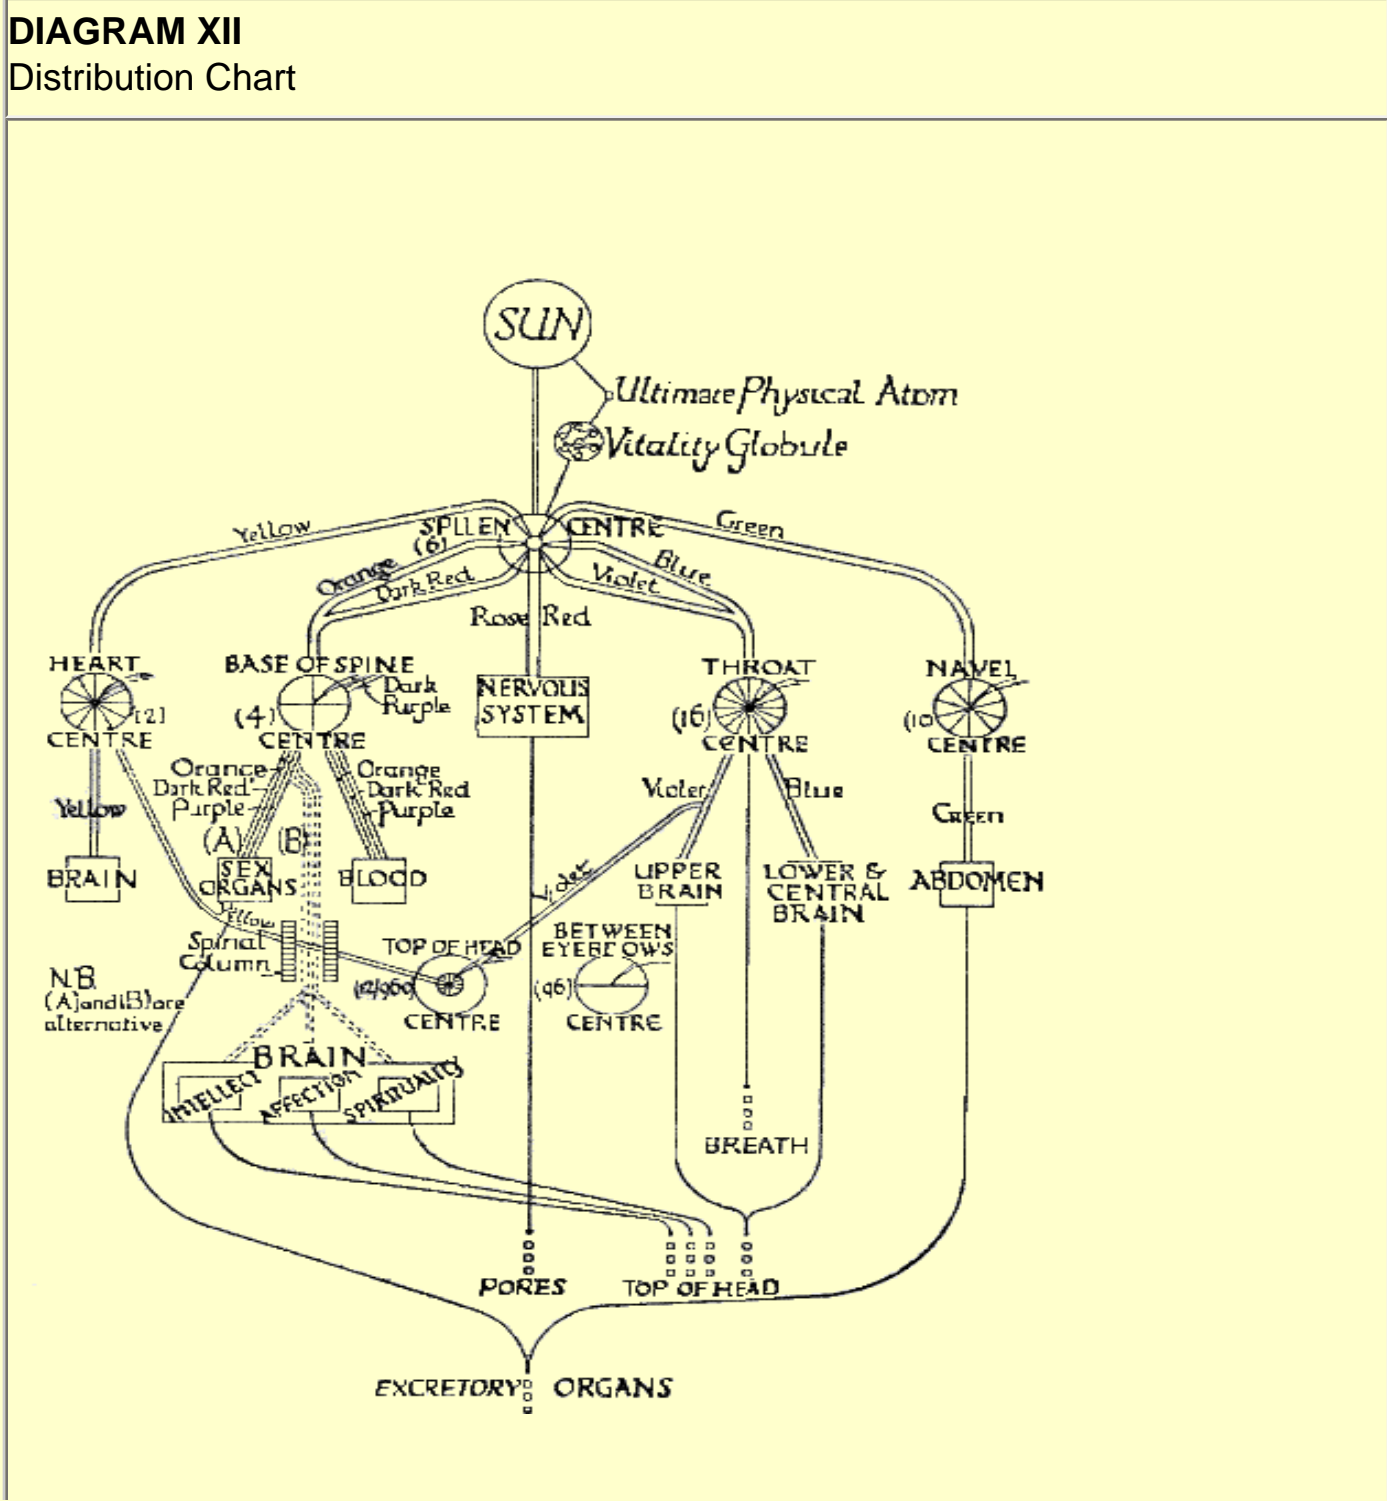 DIAGRAM XII
Distribution Chart
SUN
Ultimate Physical Atom
Vitality Globule
Yellow
SPLEEN
CENTRE
(6)
Green
Orange
Dark Red
Blue
Violet
Rose Red
HEART
CENTRE
BASE OF SPINE
(4)
CENTRE
Dark
Purple
NERVOUS
SYSTEM
THROAT
(16)
CENTRE
NAVEL
(10
CENTRE
Orange
Dark Red
Purple
Orange
Dark Red
Purple
Yellow
(A)
(B)
Violet
Blue
Green
BRAIN
SEX
ORGANS
BLOOD
UPPER
BRAIN
LOWER &
CENTRAL
BRAIN
ABDOMEN
Violet
Yellow
Spinal
Column
TOP OF HEAD
(12/960)
CENTRE
BETWEEN
EYEBROWS
(96)
CENTRE
N.B.
(A) and (B) are
alternative
BRAIN
INTELLECT
AFFECTION
SPIRITUALITY
BREATH
PORES
TOP OF HEAD
EXCRETORY ORGANS